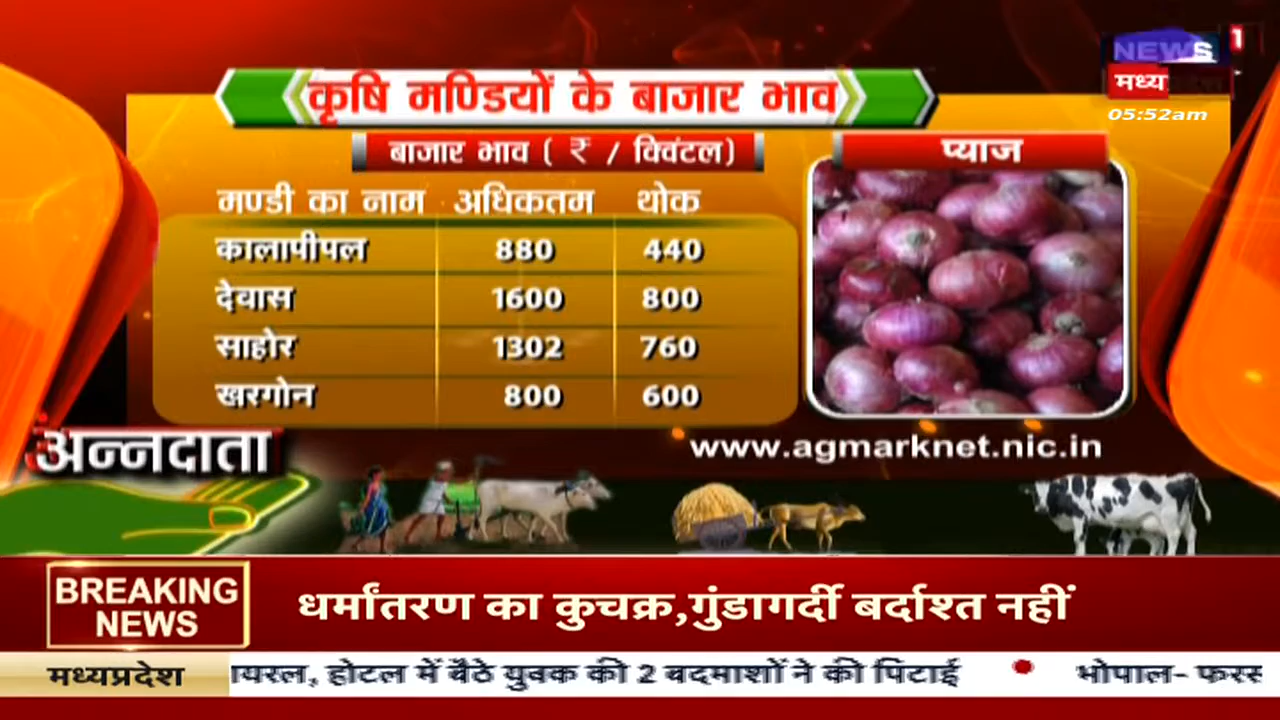 NEWS
मध्य
05:52am
कृषि मण्डियों के बाजार भाव
बाजार भाव ( ₹ / क्विंटल)
प्याज
मण्डी का नाम अधिकतम थोक
कालापीपल 880 440
देवास 1600 800
साहोर 1302 760
खरगोन 800 600
अन्नदाता
www.agmarknet.nic.in
BREAKING NEWS
धर्मांतरण का कुचक्र,गुंडागर्दी बर्दाश्त नहीं
मध्यप्रदेश
यरल, होटल में बैठे युवक की 2 बदमाशों ने की पिटाई
भोपाल- फरस